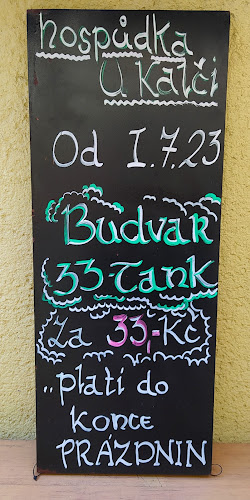 hospůdka
U Kalči
Od 1.7.23
Budvar
33 Tank
Za 33,-Kč
..platí do
konce
PRÁZDNIN